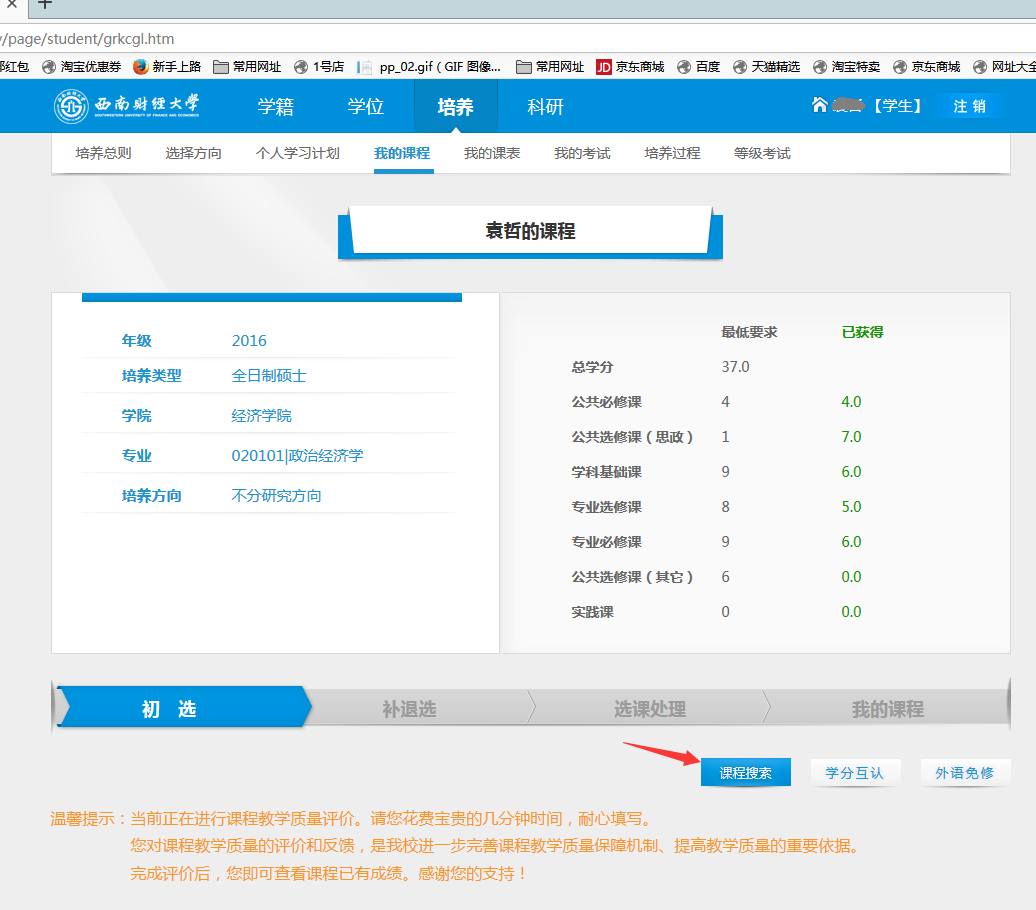 /page/student/grkcgl.htm
红包 淘宝优惠券 新手上路 常用网址 1号店 pp_02.gif ( GIF 图像... 常用网址 JD 京东商城 百度 天猫精选 淘宝特卖 京东商城 网址大全
西南财经大学 学籍 学位 培养 科研 【学生】 注 销
SOUTHWESTERN UNIVERSITY OF FINANCE AND ECONOMICS
培养总则 选择方向 个人学习计划 我的课程 我的课表 我的考试 培养过程 等级考试
袁哲的课程
年级 2016
培养类型 全日制硕士
学院 经济学院
专业 020101|政治经济学
培养方向 不分研究方向
最低要求 已获得
总学分 37.0
公共必修课 4 4.0
公共选修课（思政） 1 7.0
学科基础课 9 6.0
专业选修课 8 5.0
专业必修课 9 6.0
公共选修课（其它） 6 0.0
实践课 0 0.0
初 选 补退选 选课处理 我的课程
课程搜索 学分互认 外语免修
温馨提示：当前正在进行课程教学质量评价。请您花费宝贵的几分钟时间，耐心填写。
您对课程教学质量的评价和反馈，是我校进一步完善课程教学质量保障机制、提高教学质量的重要依据。
完成评价后，您即可查看课程已有成绩。感谢您的支持！